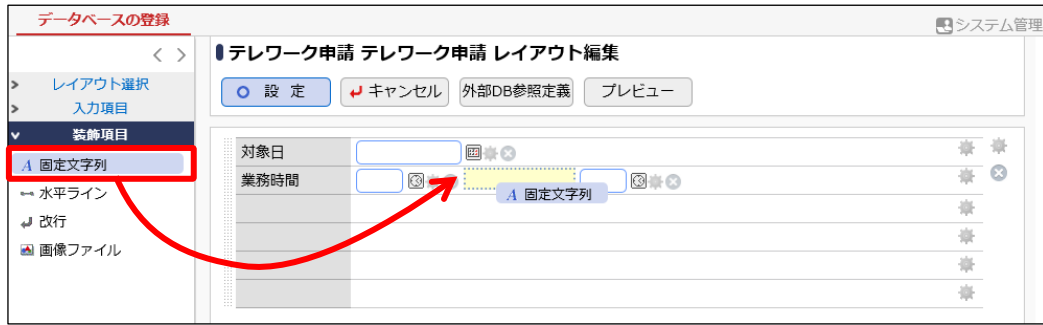 データベースの登録
システム管理
< >
テレワーク申請 テレワーク申請 レイアウト編集
レイアウト選択
入力項目
装飾項目
設 定
キャンセル
外部DB参照定義
プレビュー
A 固定文字列
水平ライン
改行
画像ファイル
対象日
業務時間
A 固定文字列